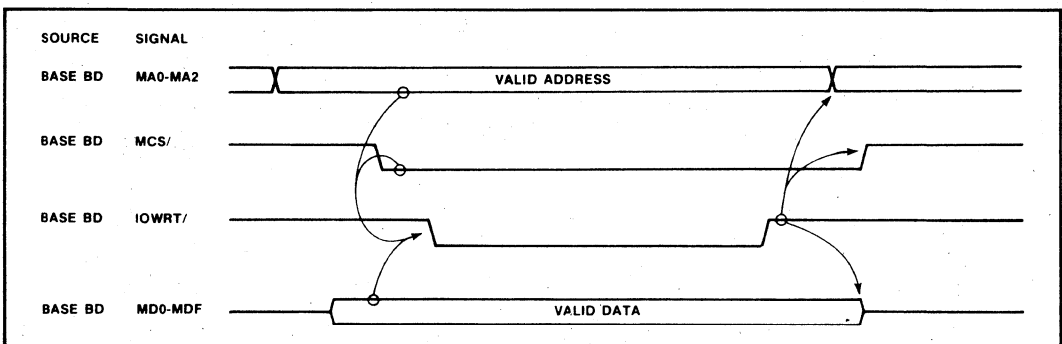 SOURCE SIGNAL
BASE BD MA0-MA2 VALID ADDRESS
BASE BD MCS/
BASE BD IOWRT/
BASE BD MD0-MDF VALID DATA